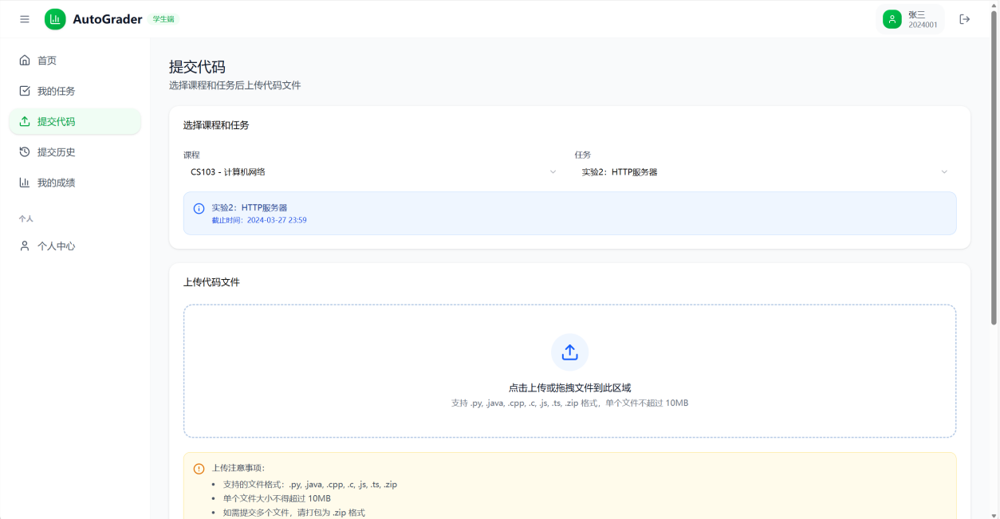 AutoGrader 学生端
张三
2024001
首页
我的任务
提交代码
提交历史
我的成绩
个人
个人中心
提交代码
选择课程和任务后上传代码文件
选择课程和任务
课程
CS103 - 计算机网络
任务
实验2：HTTP服务器
实验2：HTTP服务器
截止时间：2024-03-27 23:59
上传代码文件
点击上传或拖拽文件到此区域
支持 .py, .java, .cpp, .c, .js, .ts, .zip 格式，单个文件不超过 10MB
上传注意事项：
• 支持的文件格式：.py, .java, .cpp, .c, .js, .ts, .zip
• 单个文件大小不得超过 10MB
• 如需提交多个文件，请打包为 .zip 格式